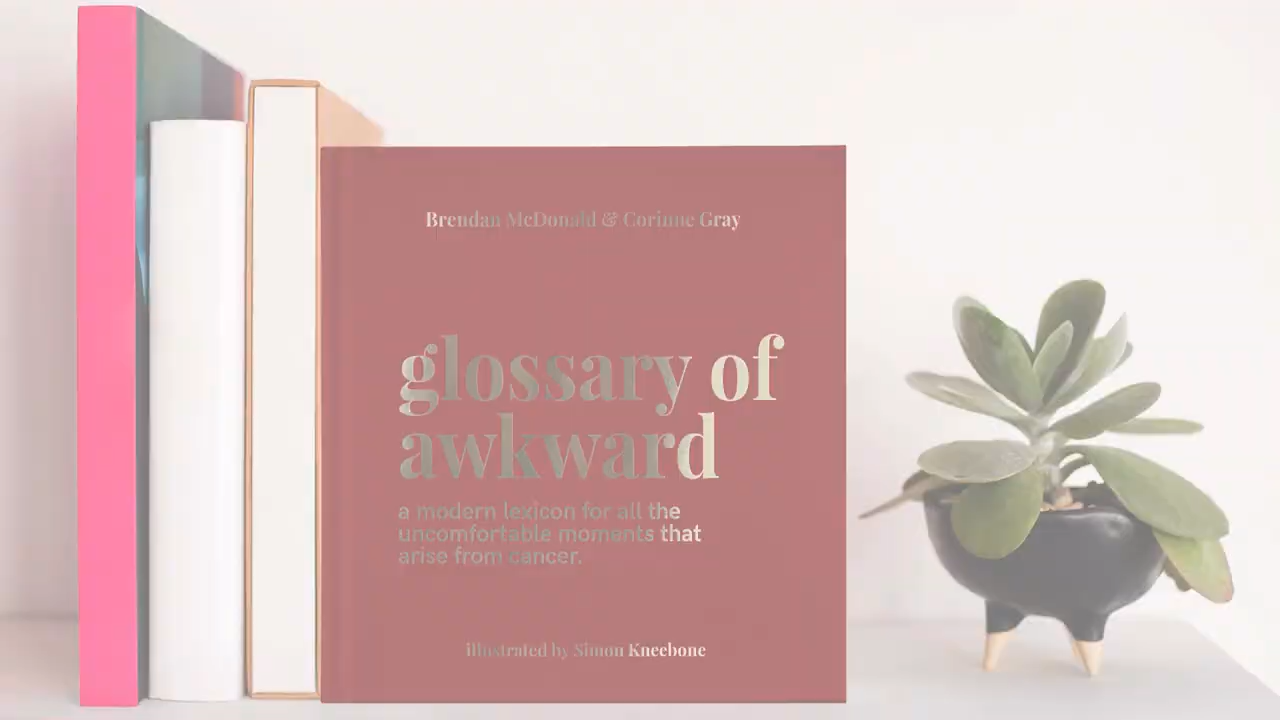 Brendan McDonald & Corinne Gray
glossary of
awkward
a modern lexicon for all the
uncomfortable moments that
arise from cancer.
illustrated by Simon Kneebone